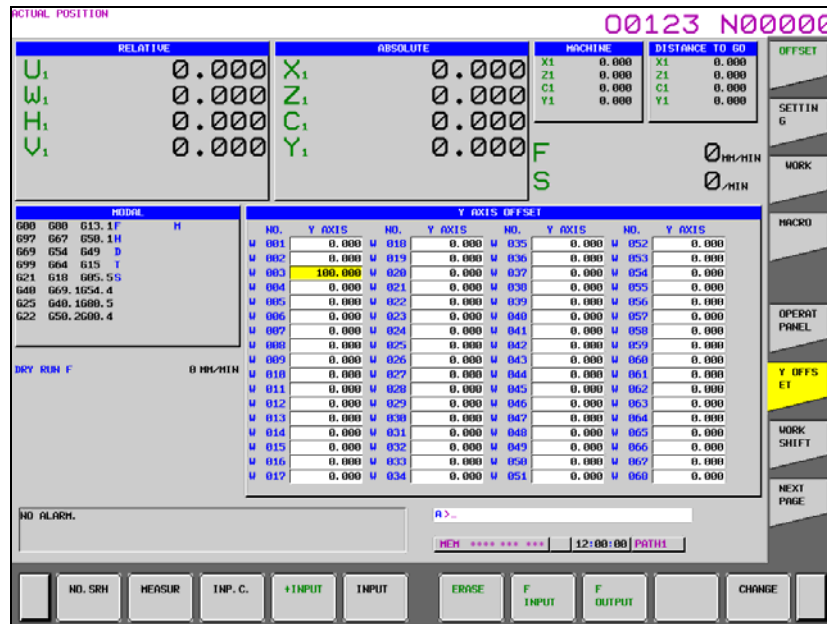 ACTUAL POSITION
O0123 N00000
RELATIVE
U1 0.000
W1 0.000
H1 0.000
V1 0.000
ABSOLUTE
X1 0.000
Z1 0.000
C1 0.000
Y1 0.000
MACHINE
X1 0.000
Z1 0.000
C1 0.000
Y1 0.000
DISTANCE TO GO
X1 0.000
Z1 0.000
C1 0.000
Y1 0.000
F 0 MM/MIN
S 0 /MIN
MODAL
G00 G80 G13.1 F M
G97 G67 G50.1 H
G69 G54 G49 D
G99 G64 G15 T
G21 G18 G05.5 S
G40 G69.1 G54.4
G25 G40.1 G80.5
G22 G50.2 G00.4
DRY RUN F 0 MM/MIN
Y AXIS OFFSET
NO. Y AXIS NO. Y AXIS NO. Y AXIS NO. Y AXIS
W 001 0.000 W 018 0.000 W 035 0.000 W 052 0.000
W 002 0.000 W 019 0.000 W 036 0.000 W 053 0.000
W 003 100.000 W 020 0.000 W 037 0.000 W 054 0.000
W 004 0.000 W 021 0.000 W 038 0.000 W 055 0.000
W 005 0.000 W 022 0.000 W 039 0.000 W 056 0.000
W 006 0.000 W 023 0.000 W 040 0.000 W 057 0.000
W 007 0.000 W 024 0.000 W 041 0.000 W 058 0.000
W 008 0.000 W 025 0.000 W 042 0.000 W 059 0.000
W 009 0.000 W 026 0.000 W 043 0.000 W 060 0.000
W 010 0.000 W 027 0.000 W 044 0.000 W 061 0.000
W 011 0.000 W 028 0.000 W 045 0.000 W 062 0.000
W 012 0.000 W 029 0.000 W 046 0.000 W 063 0.000
W 013 0.000 W 030 0.000 W 047 0.000 W 064 0.000
W 014 0.000 W 031 0.000 W 048 0.000 W 065 0.000
W 015 0.000 W 032 0.000 W 049 0.000 W 066 0.000
W 016 0.000 W 033 0.000 W 050 0.000 W 067 0.000
W 017 0.000 W 034 0.000 W 051 0.000 W 068 0.000
NO ALARM.
A>_
MEM **** *** *** 12:00:00 PATH1
OFFSET
SETTIN
G
WORK
MACRO
OPERAT
PANEL
Y OFFS
ET
WORK
SHIFT
NEXT
PAGE
NO. SRH
MEASUR
INP. C.
+INPUT
INPUT
ERASE
F
INPUT
F
OUTPUT
CHANGE